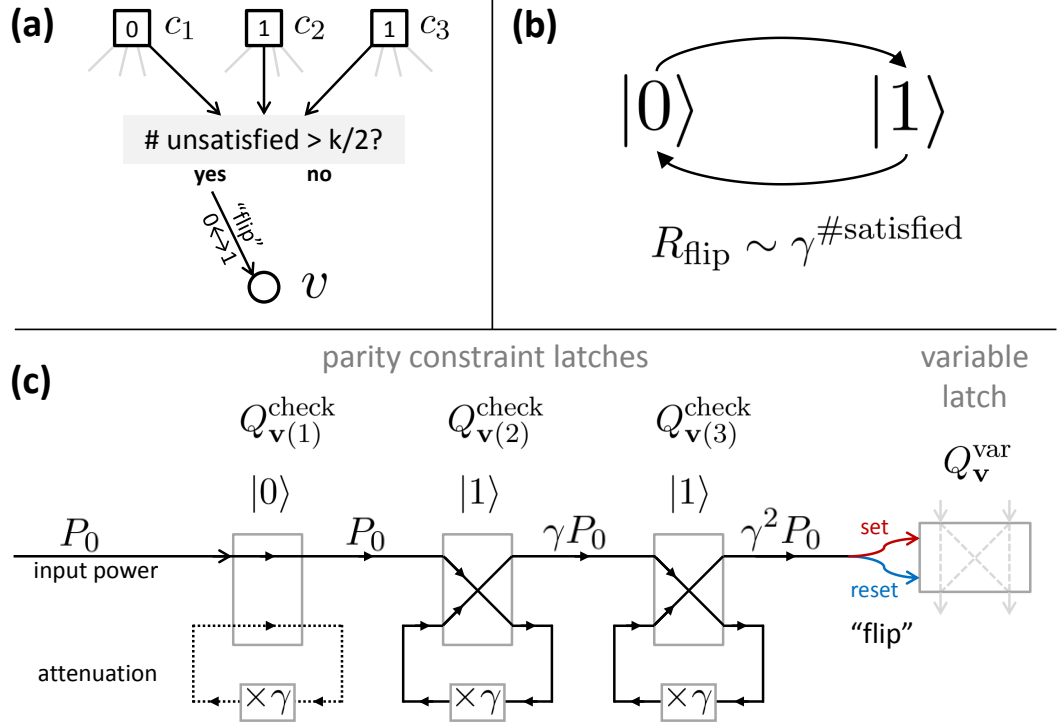 (a)
0 c₁ 1 c₂ 1 c₃
# unsatisfied > k/2?
yes no
"flip"
0↔1
v
(b)
|0⟩ |1⟩
R_flip ∼ γ^#satisfied
(c)
parity constraint latches
variable
latch
Q^check_v(1) Q^check_v(2) Q^check_v(3)
Q^var_v
|0⟩ |1⟩ |1⟩
P₀ P₀ γP₀ γ²P₀
input power
set
reset
"flip"
attenuation
×γ ×γ ×γ